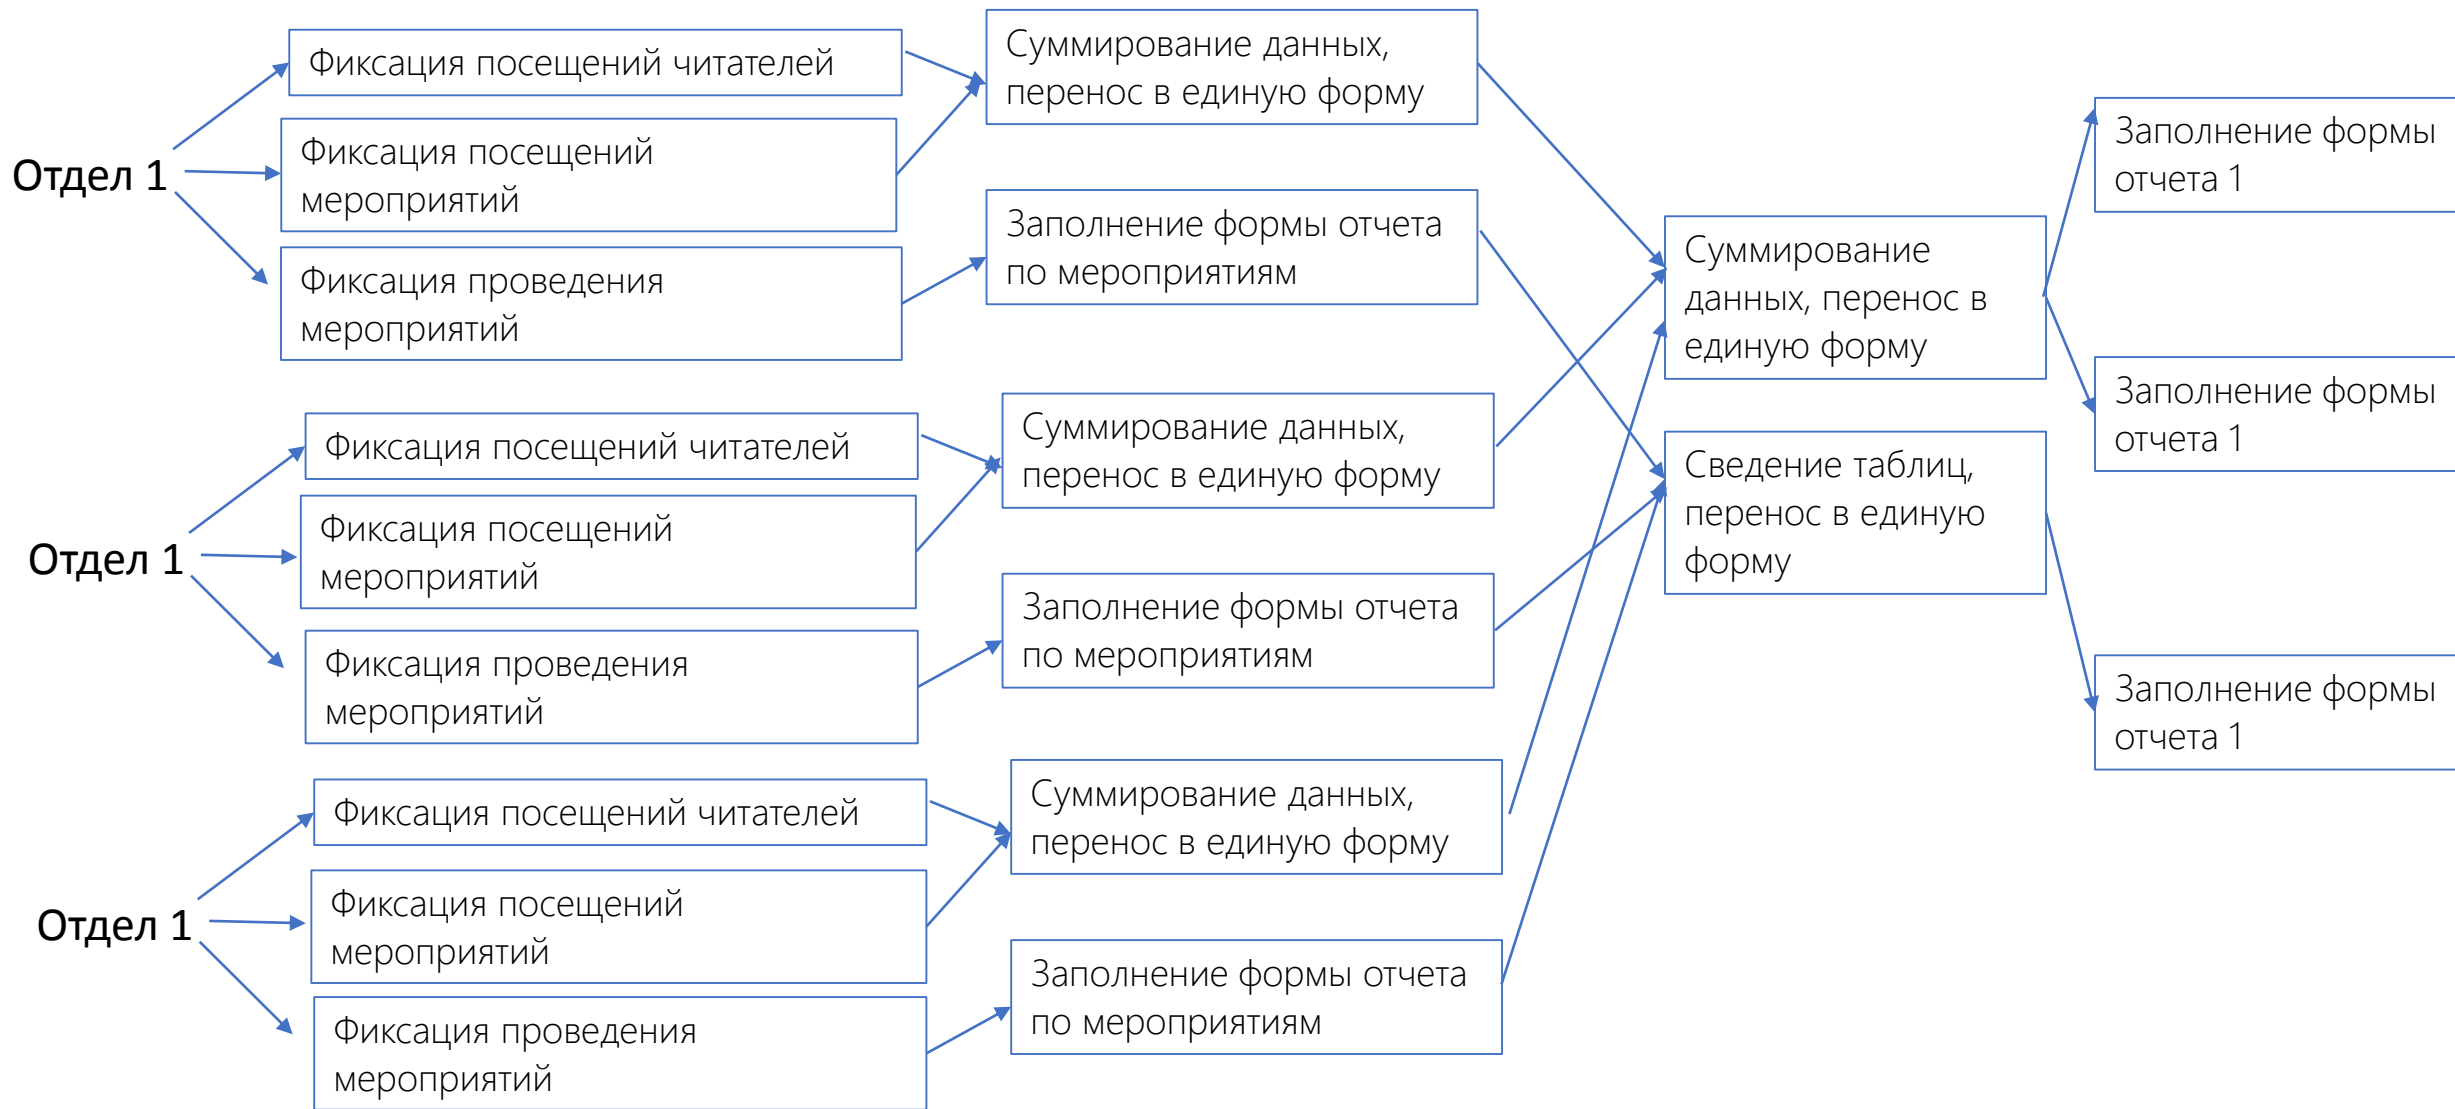 Отдел 1
Фиксация посещений читателей
Фиксация посещений
мероприятий
Фиксация проведения
мероприятий
Суммирование данных,
перенос в единую форму
Заполнение формы отчета
по мероприятиям
Отдел 1
Фиксация посещений читателей
Фиксация посещений
мероприятий
Фиксация проведения
мероприятий
Суммирование данных,
перенос в единую форму
Заполнение формы отчета
по мероприятиям
Отдел 1
Фиксация посещений читателей
Фиксация посещений
мероприятий
Фиксация проведения
мероприятий
Суммирование данных,
перенос в единую форму
Заполнение формы отчета
по мероприятиям
Суммирование
данных, перенос в
единую форму
Сведение таблиц,
перенос в единую
форму
Заполнение формы
отчета 1
Заполнение формы
отчета 1
Заполнение формы
отчета 1